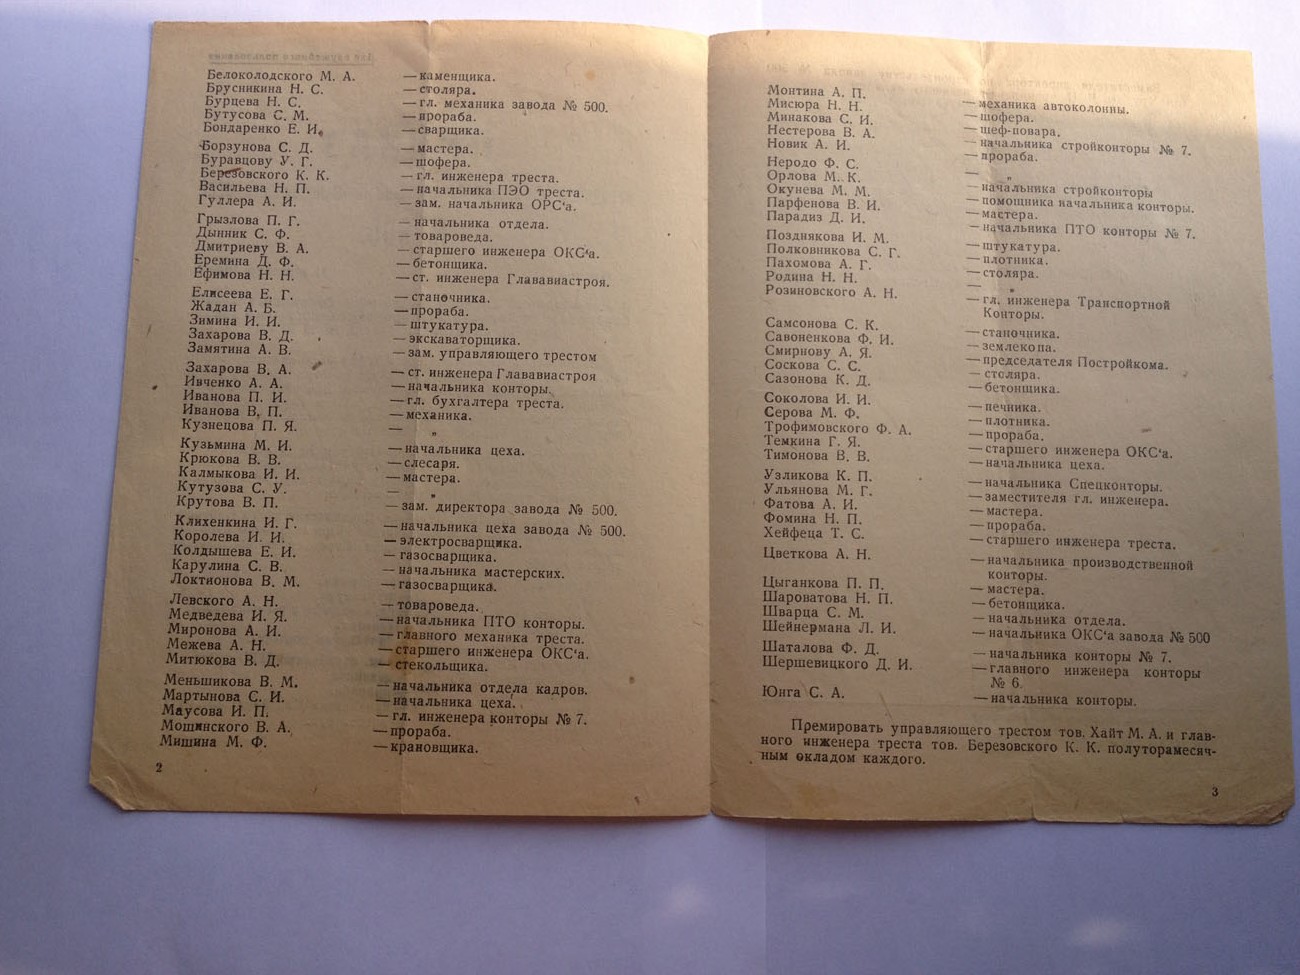 Белоколодского М. А. — каменщика.
Брусникина Н. С. — столяра.
Бурцева Н. С. — гл. механика завода № 500.
Бутусова С. М. — прораба.
Бондаренко Е. И. — сварщика.
Борзунова С. Д. — мастера.
Буравцову У. Г. — шофера.
Березовского К. К. — гл. инженера треста.
Васильева Н. П. — начальника ПЭО треста.
Гуллера А. И. — зам. начальника ОРС‘а.
Грызлова П. Г. — начальника отдела.
Дынник С. Ф. — товароведа.
Дмитриеву В. А. — старшего инженера ОКС‘а.
Еремина Д. Ф. — бетонщика.
Ефимова Н. Н. — ст. инженера Глававиастроя.
Елисеева Е. Г. — станочника.
Жадан А. Б. — прораба.
Зимина И. И. — штукатура.
Захарова В. Д. — экскаваторщика.
Замятина А. В. — зам. управляющего трестом
Захарова В. А. — ст. инженера Глававиастроя
Ивченко А. А. — начальника конторы.
Иванова П. И. — гл. бухгалтера треста.
Иванова В. П. — механика.
Кузнецова П. Я. — „
Кузьмина М. И. — начальника цеха.
Крюкова В. В. — слесаря.
Калмыкова И. И. — мастера.
Кутузова С. У. — „
Крутова В. П. — зам. директора завода № 500.
Клихенкина И. Г. — начальника цеха завода № 500.
Королева И. И. — электросварщика.
Колдышева Е. И. — газосварщика.
Карулина С. В. — начальника мастерских.
Локтионова В. М. — газосварщика.
Левского А. Н. — товароведа.
Медведева И. Я. — начальника ПТО конторы.
Миронова А. И. — главного механика треста.
Межева А. Н. — старшего инженера ОКС‘а.
Митюкова В. Д. — стекольщика.
Меньшикова В. М. — начальника отдела кадров.
Мартынова С. И. — начальника цеха.
Маусова И. П. — гл. инженера конторы № 7.
Мошинского В. А. — прораба.
Мишина М. Ф. — крановщика.
2
Монтина А. П. — механика автоколонны.
Мисюра Н. Н. — шофера.
Минакова С. И. — шеф-повара.
Нестерова В. А. — начальника стройконторы № 7.
Новик А. И. — прораба.
Неродо Ф. С. — „
Орлова М. К. — начальника стройконторы
Окунева М. М. — помощника начальника конторы.
Парфенова В. И. — мастера.
Парадиз Д. И. — начальника ПТО конторы № 7.
Позднякова И. М. — штукатура.
Полковникова С. Г. — плотника.
Пахомова А. Г. — столяра.
Родина Н. Н. — „
Розиновского А. Н. — гл. инженера Транспортной
Конторы.
Самсонова С. К. — станочника.
Савоненкова Ф. И. — землекопа.
Смирнову А. Я. — председателя Постройкома.
Соскова С. С. — столяра.
Сазонова К. Д. — бетонщика.
Соколова И. И. — печника.
Серова М. Ф. — плотника.
Трофимовского Ф. А. — прораба.
Темкина Г. Я. — старшего инженера ОКС‘а.
Тимонова В. В. — начальника цеха.
Узликова К. П. — начальника Спецконторы.
Ульянова М. Г. — заместителя гл. инженера.
Фатова А. И. — мастера.
Фомина Н. П. — прораба.
Хейфеца Т. С. — старшего инженера треста.
Цветкова А. Н. — начальника производственной
конторы.
Цыганкова П. П. — мастера.
Шароватова Н. П. — бетонщика.
Шварца С. М. — начальника отдела.
Шейнермана Л. И. — начальника ОКС‘а завода № 500
Шаталова Ф. Д. — начальника конторы № 7.
Шершевицкого Д. И. — главного инженера конторы
№ 6.
Юнга С. А. — начальника конторы.
Премировать управляющего трестом тов. Хайт М. А. и глав-
ного инженера треста тов. Березовского К. К. полуторамесяч-
ным окладом каждого.
3